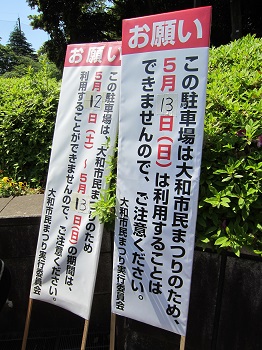 お願い
この駐車場は大和市民まつりのため、
5月13日(日)は利用することは
できませんので、ご注意ください。
大和市民まつり実行委員会
お願い
この駐車場は、大和市民まつりのため
5月12日(土)~5月13日(日)の期間は、
利用することができませんので、ご注意ください。
大和市民まつり実行委員会